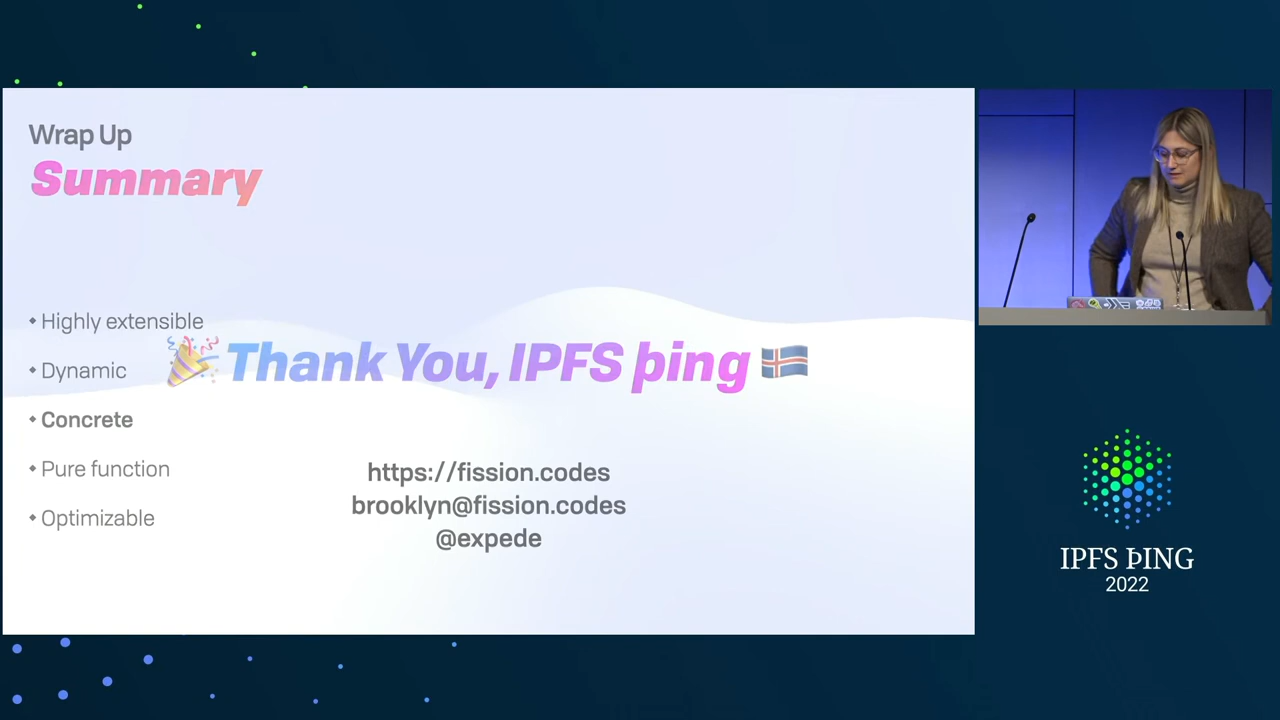 Wrap Up
Summary
Highly extensible
Dynamic
Concrete
Pure function
Optimizable
🎉 Thank You, IPFS þing 🇮🇸
https://fission.codes
brooklyn@fission.codes
@expede
IPFS ÞING
2022